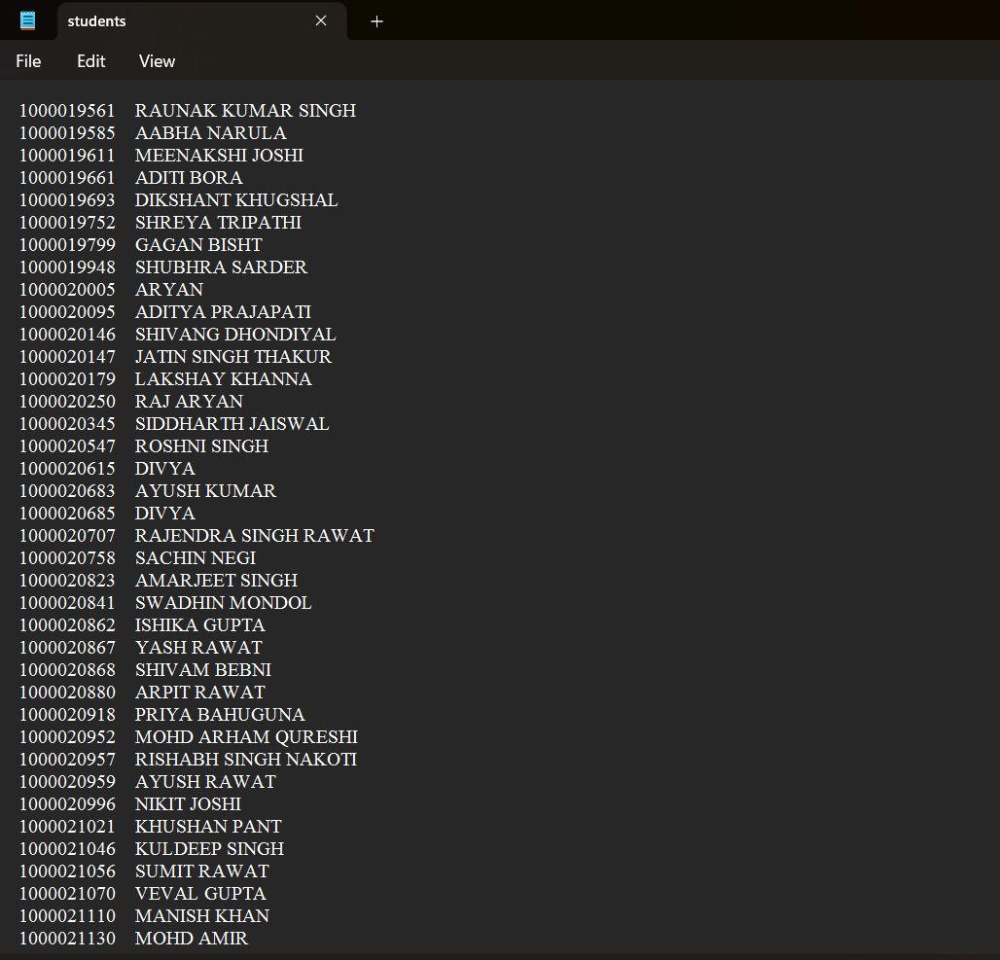 students
File Edit View
1000019561 RAUNAK KUMAR SINGH
1000019585 AABHA NARULA
1000019611 MEENAKSHI JOSHI
1000019661 ADITI BORA
1000019693 DIKSHANT KHUGSHAL
1000019752 SHREYA TRIPATHI
1000019799 GAGAN BISHT
1000019948 SHUBHRA SARDER
1000020005 ARYAN
1000020095 ADITYA PRAJAPATI
1000020146 SHIVANG DHONDIYAL
1000020147 JATIN SINGH THAKUR
1000020179 LAKSHAY KHANNA
1000020250 RAJ ARYAN
1000020345 SIDDHARTH JAISWAL
1000020547 ROSHNI SINGH
1000020615 DIVYA
1000020683 AYUSH KUMAR
1000020685 DIVYA
1000020707 RAJENDRA SINGH RAWAT
1000020758 SACHIN NEGI
1000020823 AMARJEET SINGH
1000020841 SWADHIN MONDOL
1000020862 ISHIKA GUPTA
1000020867 YASH RAWAT
1000020868 SHIVAM BEBNI
1000020880 ARPIT RAWAT
1000020918 PRIYA BAHUGUNA
1000020952 MOHD ARHAM QURESHI
1000020957 RISHABH SINGH NAKOTI
1000020959 AYUSH RAWAT
1000020996 NIKIT JOSHI
1000021021 KHUSHAN PANT
1000021046 KULDEEP SINGH
1000021056 SUMIT RAWAT
1000021070 VEVAL GUPTA
1000021110 MANISH KHAN
1000021130 MOHD AMIR